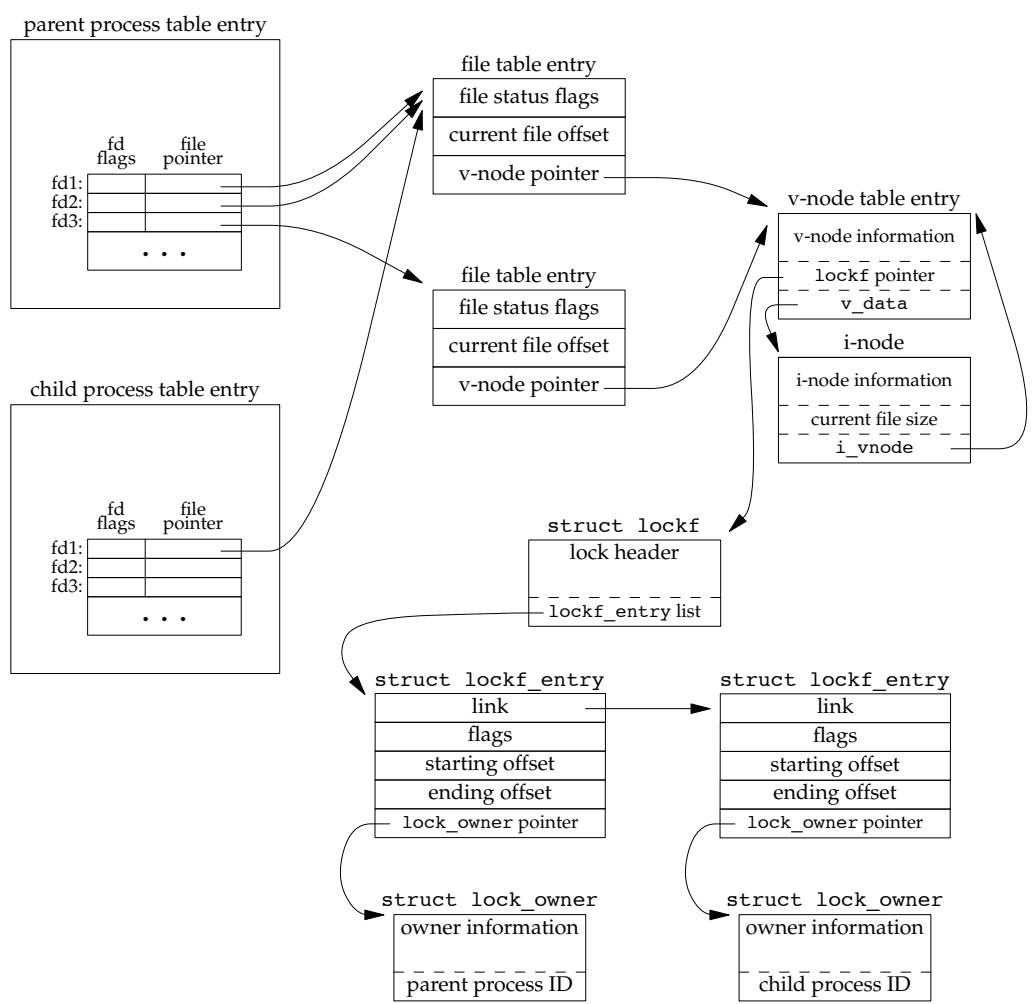 parent process table entry
fd
flags
file
pointer
fd1:
fd2:
fd3:
. . .
file table entry
file status flags
current file offset
v-node pointer
file table entry
file status flags
current file offset
v-node pointer
v-node table entry
v-node information
lockf pointer
v_data
i-node
i-node information
current file size
i_vnode
child process table entry
fd
flags
file
pointer
fd1:
fd2:
fd3:
. . .
struct lockf
lock header
lockf_entry list
struct lockf_entry
link
flags
starting offset
ending offset
lock_owner pointer
struct lockf_entry
link
flags
starting offset
ending offset
lock_owner pointer
struct lock_owner
owner information
parent process ID
struct lock_owner
owner information
child process ID